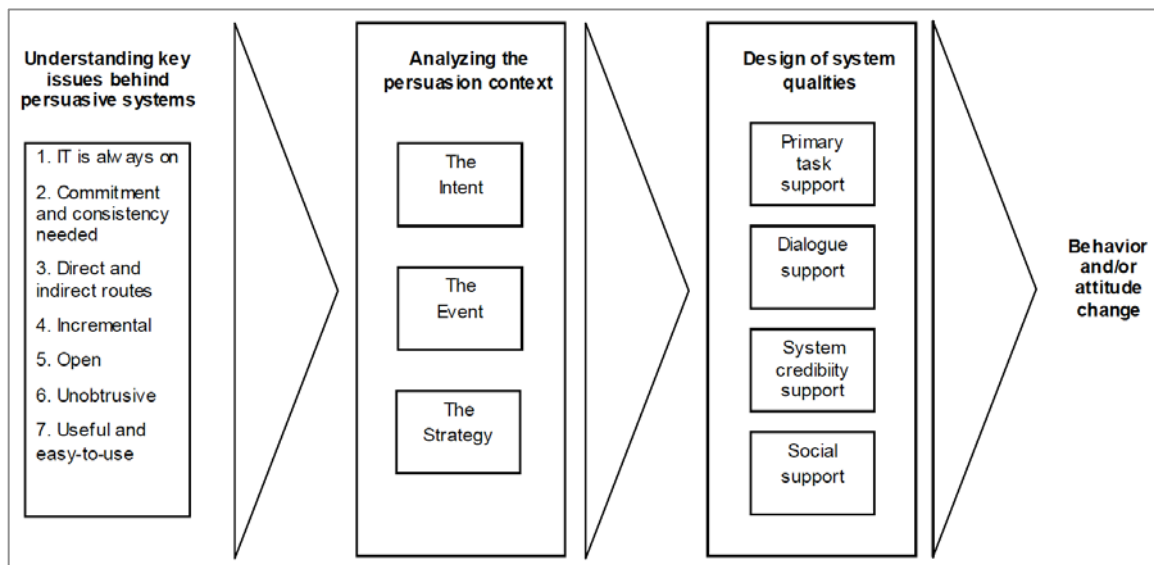 Understanding key
issues behind
persuasive systems
1. IT is always on
2. Commitment
and consistency
needed
3. Direct and
indirect routes
4. Incremental
5. Open
6. Unobtrusive
7. Useful and
easy-to-use
Analyzing the
persuasion context
The
Intent
The
Event
The
Strategy
Design of system
qualities
Primary
task
support
Dialogue
support
System
credibiity
support
Social
support
Behavior
and/or
attitude
change